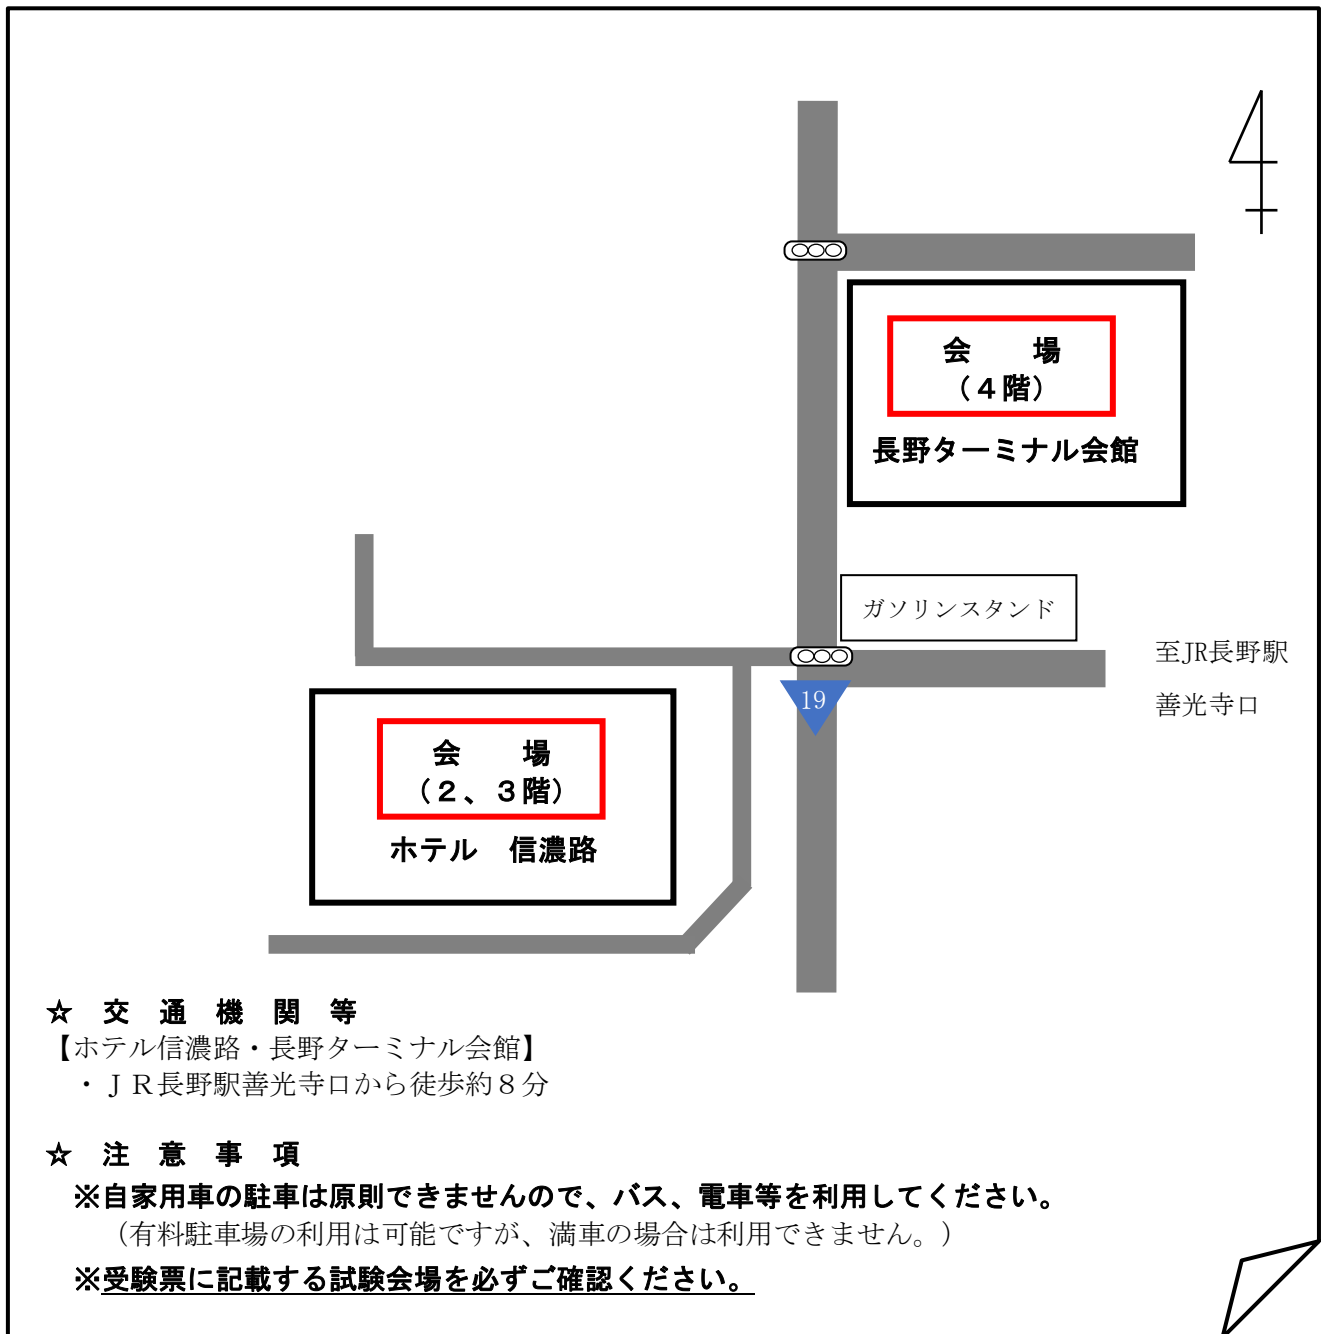 会　場
（４階）
長野ターミナル会館
ガソリンスタンド
至JR長野駅
善光寺口
19
会　場
（２、３階）
ホテル　信濃路
☆　交　通　機　関　等
【ホテル信濃路・長野ターミナル会館】
・ＪＲ長野駅善光寺口から徒歩約８分
☆　注　意　事　項
※自家用車の駐車は原則できませんので、バス、電車等を利用してください。
（有料駐車場の利用は可能ですが、満車の場合は利用できません。）
※受験票に記載する試験会場を必ずご確認ください。